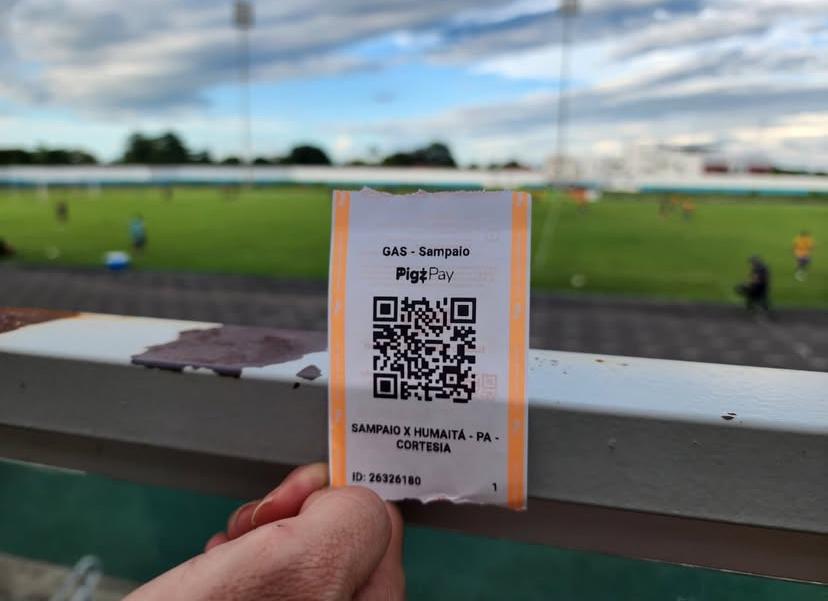 GAS - Sampaio
PigzPay
SAMPAIO X HUMAITÁ - PA -
CORTESIA
ID: 26326180 1